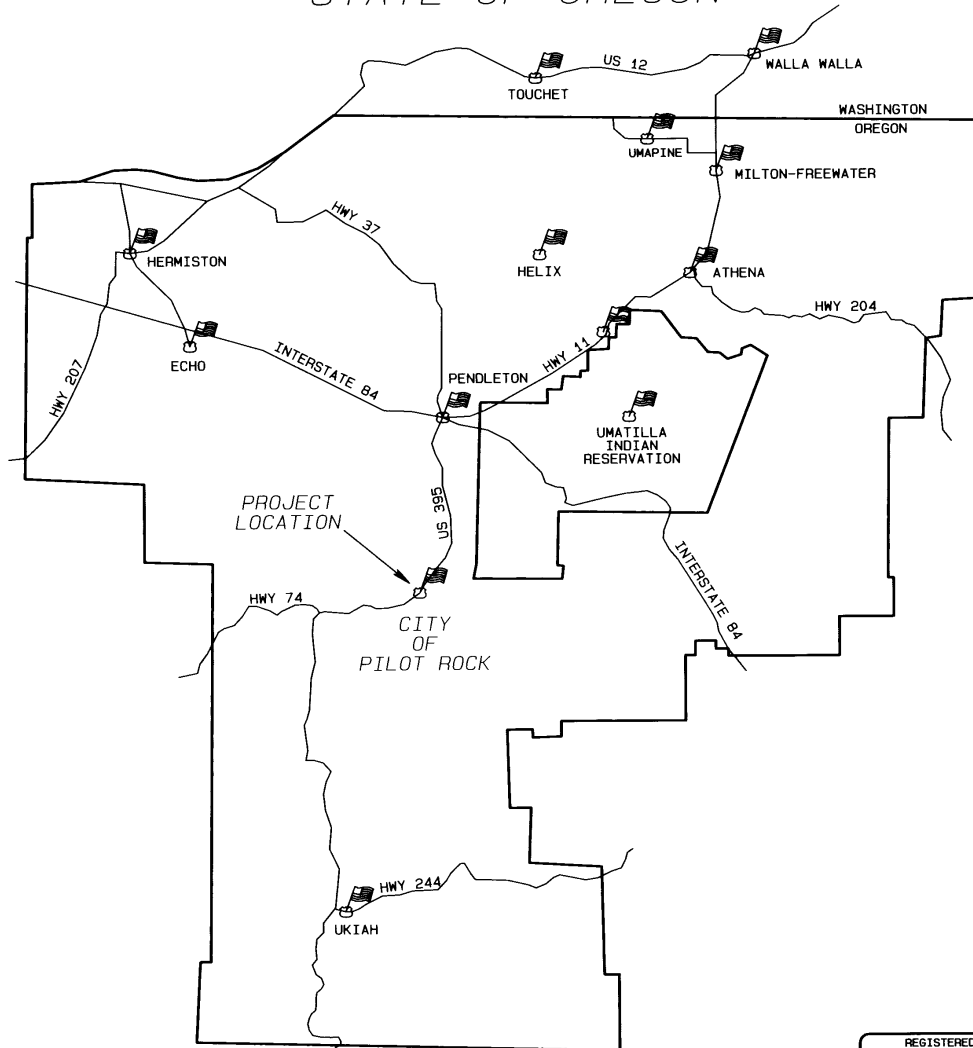 STATE OF OREGON
US 12
WALLA WALLA
TOUCHET
WASHINGTON
OREGON
UMAPINE
MILTON-FREEWATER
HWY 37
HERMISTON
HELIX
ATHENA
HWY 204
ECHO
INTERSTATE 84
HWY 11
HWY 207
PENDLETON
UMATILLA
INDIAN
RESERVATION
PROJECT
LOCATION
US 395
INTERSTATE 84
HWY 74
CITY
OF
PILOT ROCK
HWY 244
UKIAH
REGISTERED